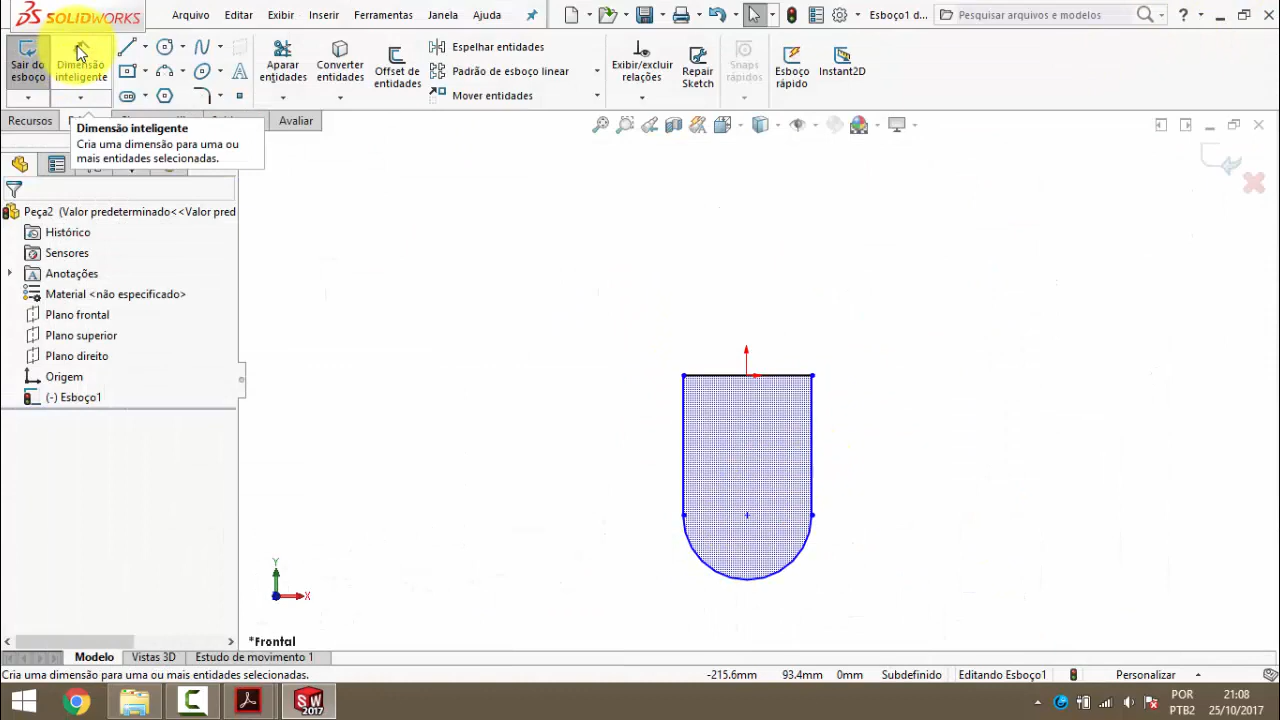 SOLIDWORKS
Arquivo Editar Exibir Inserir Ferramentas Janela Ajuda
? Esboço1 d... Pesquisar arquivos e modelos ?
Sair do esboço
Dimensão inteligente
Aparar entidades
Converter entidades
Offset de entidades
Espelhar entidades
Padrão de esboço linear
Mover entidades
Exibir/excluir relações
Repair Sketch
Snaps rápidos
Esboço rápido
Instant2D
Recursos
Avaliar
Dimensão inteligente
Cria uma dimensão para uma ou
mais entidades selecionadas.
Peça2 (Valor predeterminado<<Valor pred
Histórico
Sensores
Anotações
Material <não especificado>
Plano frontal
Plano superior
Plano direito
Origem
(-) Esboço1
Y
X
*Frontal
Modelo Vistas 3D Estudo de movimento 1
Cria uma dimensão para uma ou mais entidades selecionadas. -215.6mm 93.4mm 0mm Subdefinido Editando Esboço1 Personalizar
SW
2017
POR
PTB2
21:08
25/10/2017